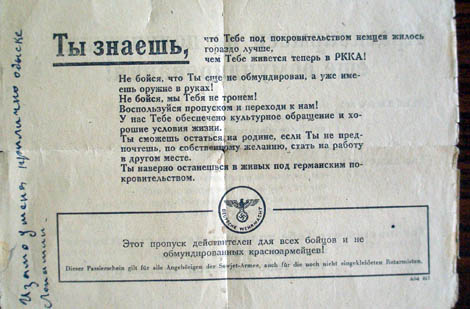 Ты знаешь,
что Тебе под покровительством немцев жилось
гораздо лучше,
чем Тебе живется теперь в РККА!
Не бойся, что Ты еще не обмундирован, а уже име-
ешь оружие в руках!
Не бойся, мы Тебя не тронем!
Воспользуйся пропуском и переходи к нам!
У нас Тебе обеспечено культурное обращение и хо-
рошие условия жизни.
Ты сможешь остаться на родине, если Ты не пред-
почтешь, по собственному желанию, стать на работу
в другом месте.
Ты наверно останешься в живых под германским по-
кровительством.
DEUTSCHE WEHRMACHT
Этот пропуск действителен для всех бойцов и не
обмундированных красноармейцев!
Dieser Passierschein gilt für alle Angehörigen der Sowjet-Armee, auch für die noch nicht eingekleideten Rotarmisten.
Изято у меня при обыске